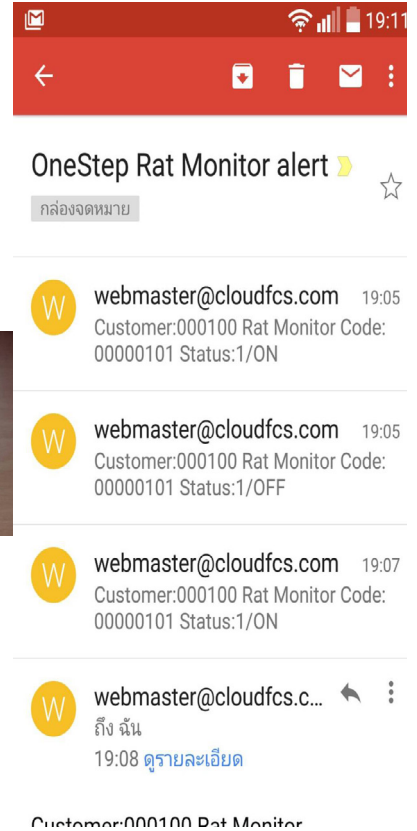 19:11
OneStep Rat Monitor alert
กล่องจดหมาย
W
webmaster@cloudfcs.com 19:05
Customer:000100 Rat Monitor Code:
00000101 Status:1/ON
W
webmaster@cloudfcs.com 19:05
Customer:000100 Rat Monitor Code:
00000101 Status:1/OFF
W
webmaster@cloudfcs.com 19:07
Customer:000100 Rat Monitor Code:
00000101 Status:1/ON
W
webmaster@cloudfcs.c...
ถึง ฉัน
19:08 ดูรายละเอียด
Customer:000100 Rat Monitor